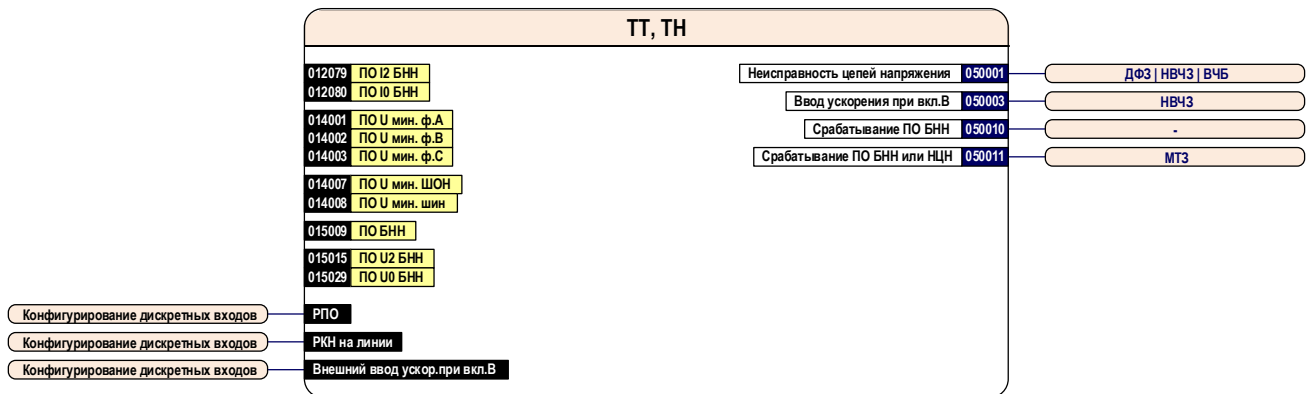 ТТ, ТН
012079 ПО I2 БНН
012080 ПО I0 БНН
014001 ПО U мин. ф.А
014002 ПО U мин. ф.В
014003 ПО U мин. ф.С
014007 ПО U мин. ШОН
014008 ПО U мин. шин
015009 ПО БНН
015015 ПО U2 БНН
015029 ПО U0 БНН
Конфигурирование дискретных входов РПО
Конфигурирование дискретных входов РКН на линии
Конфигурирование дискретных входов Внешний ввод ускор.при вкл.В
Неисправность цепей напряжения 050001 ДФЗ | НВЧЗ | ВЧБ
Ввод ускорения при вкл.В 050003 НВЧЗ
Срабатывание ПО БНН 050010 -
Срабатывание ПО БНН или НЦН 050011 МТЗ